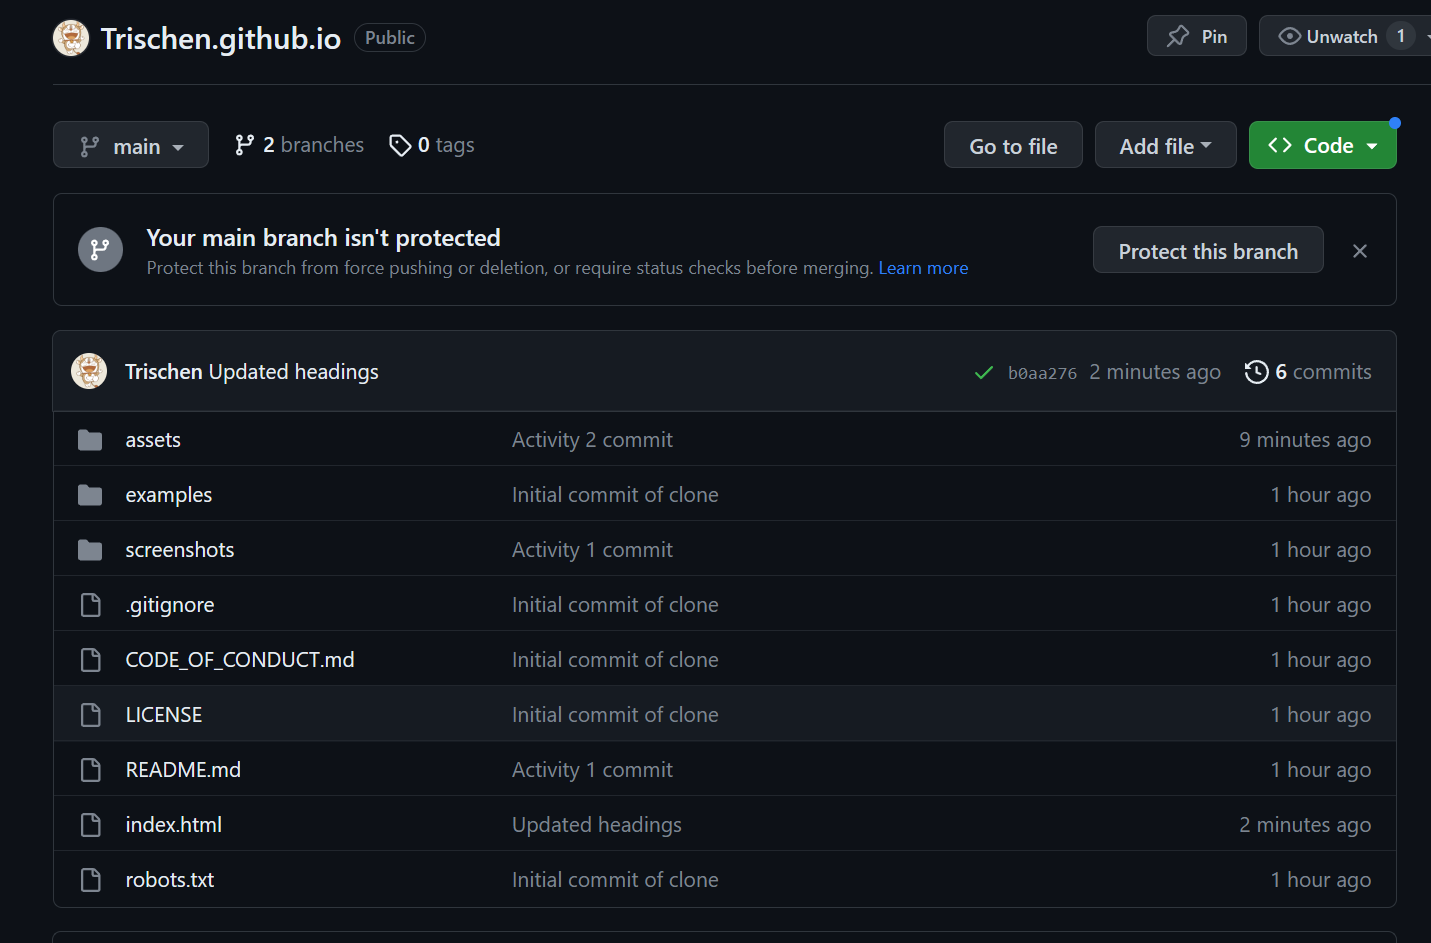 Trischen.github.io Public Pin Unwatch 1
main 2 branches 0 tags Go to file Add file Code
Your main branch isn't protected
Protect this branch from force pushing or deletion, or require status checks before merging. Learn more
Protect this branch
Trischen Updated headings b0aa276 2 minutes ago 6 commits
assets Activity 2 commit 9 minutes ago
examples Initial commit of clone 1 hour ago
screenshots Activity 1 commit 1 hour ago
.gitignore Initial commit of clone 1 hour ago
CODE_OF_CONDUCT.md Initial commit of clone 1 hour ago
LICENSE Initial commit of clone 1 hour ago
README.md Activity 1 commit 1 hour ago
index.html Updated headings 2 minutes ago
robots.txt Initial commit of clone 1 hour ago